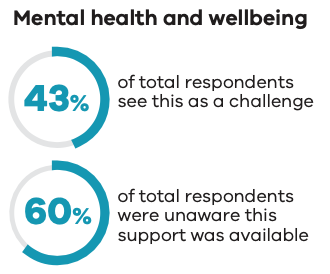 Mental health and wellbeing
43%
of total respondents
see this as a challenge
60%
of total respondents
were unaware this
support was available